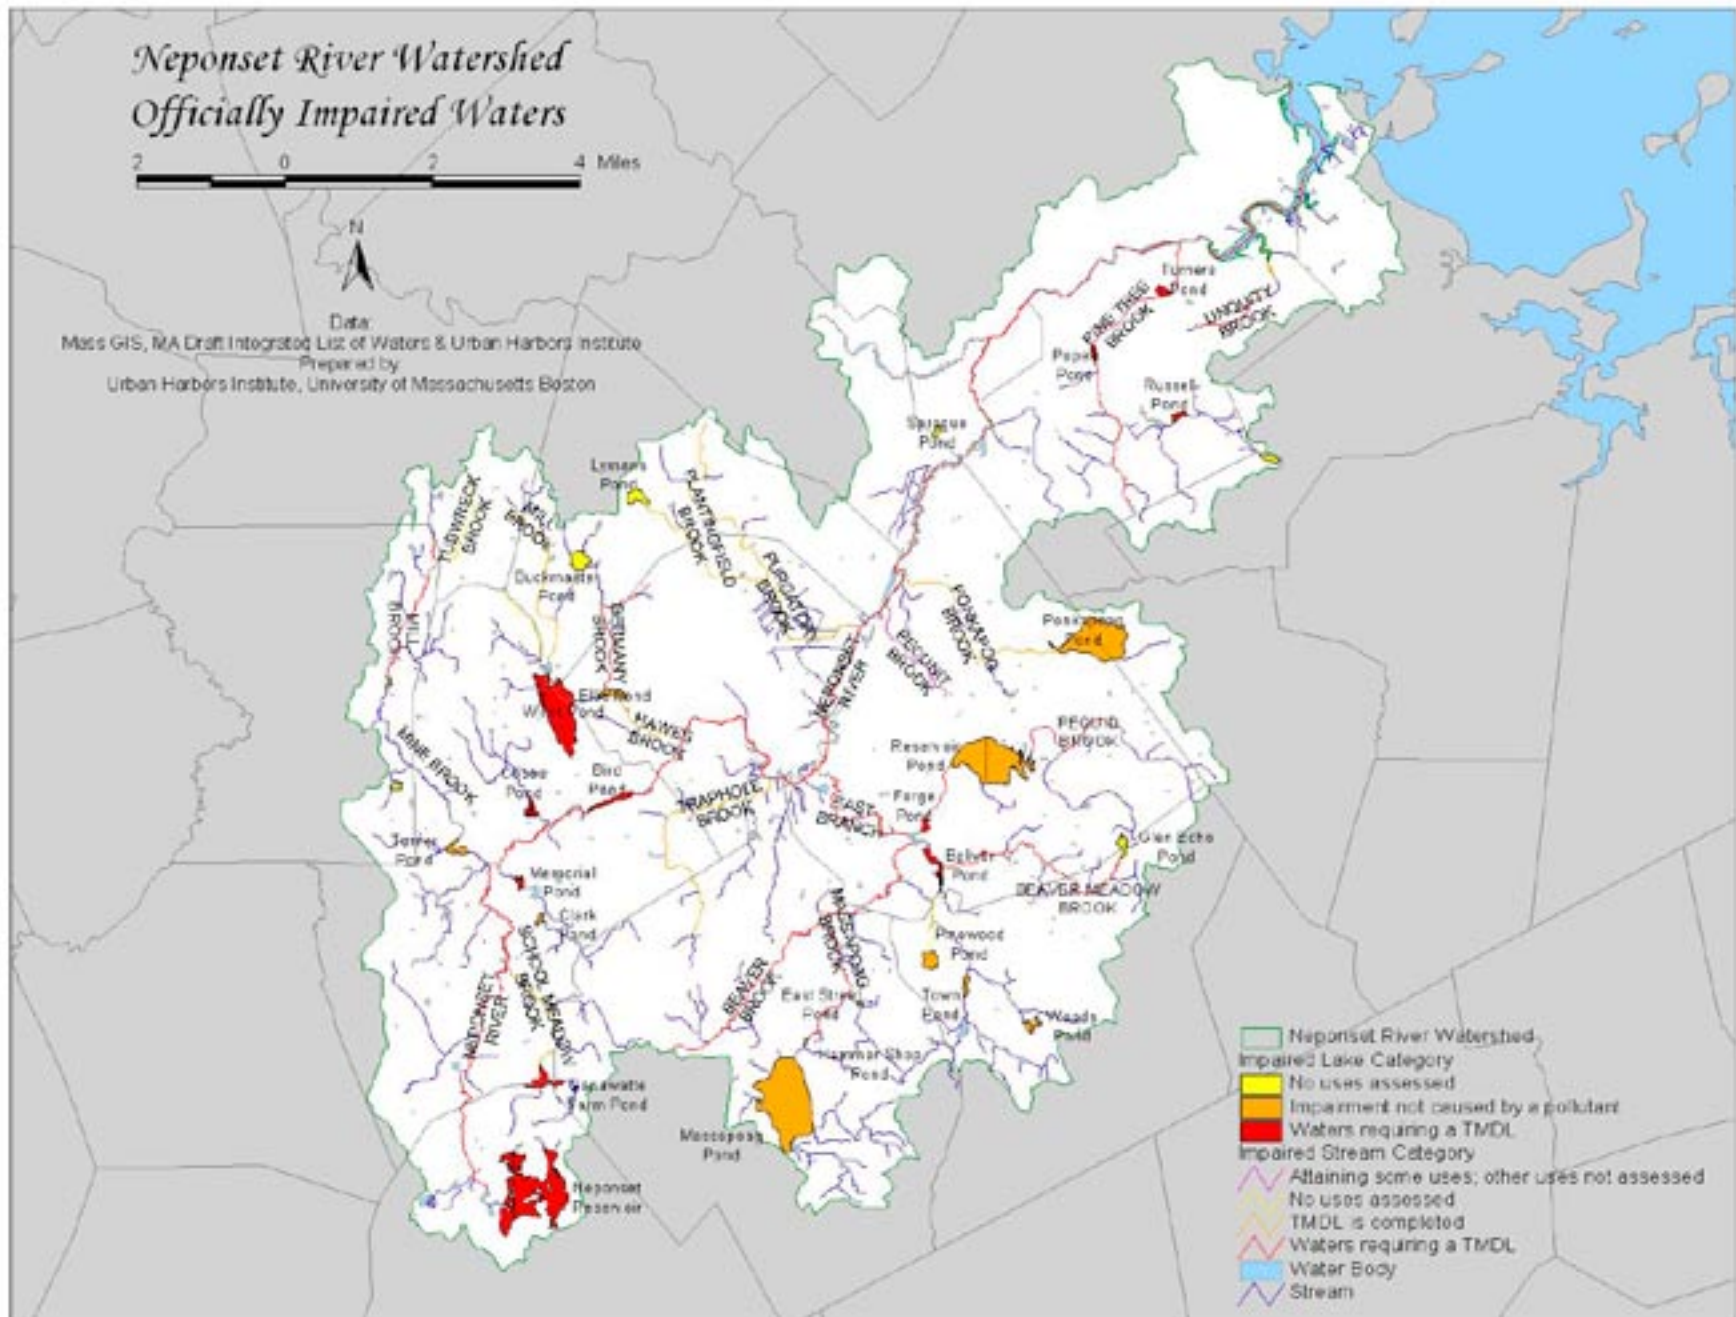 Neponset River Watershed
Officially Impaired Waters
2 0 2 4 Miles
N
Data:
Mass GIS, MA Draft Integrated List of Waters & Urban Harbors Institute
Prepared by
Urban Harbors Institute, University of Massachusetts Boston
Turners
Pond
PINE TREE
BROOK
UNQUITY
BROOK
Popes
Pond
Russell
Pond
Sprague
Pond
Lymans
Pond
PLANTINGFIELD
BROOK
TUBWRECK
BROOK
MILL
BROOK
Duckmaster
Pond
PURGATORY
BROOK
MILL
BROOK
GERMANY
BROOK
PONKAPOG
BROOK
Pond
PECUNIT
BROOK
NEPONSET
RIVER
Ellis Pond
Pond
HAWES
BROOK
PEQUID
BROOK
MINE BROOK
Reservoir
Pond
Pond
Bird
Pond
TRAPHOLE
BROOK
EAST
BRANCH
Forge
Pond
Pond
Glen Echo
Pond
Bolivar
Pond
Memorial
Pond
BEAVER MEADOW
BROOK
Clark
Pond
MASSAPOAG
BROOK
Pinewood
Pond
SCHOOL MEADOW
BROOK
BEAVER
BROOK
East Street
Pond
Town
Pond
Woods
Pond
NEPONSET
RIVER
Hammer Shop
Pond
Farm Pond
Massapoag
Pond
Neponset
Reservoir
Neponset River Watershed
Impaired Lake Category
No uses assessed
Impairment not caused by a pollutant
Waters requiring a TMDL
Impaired Stream Category
Attaining some uses; other uses not assessed
No uses assessed
TMDL is completed
Waters requiring a TMDL
Water Body
Stream